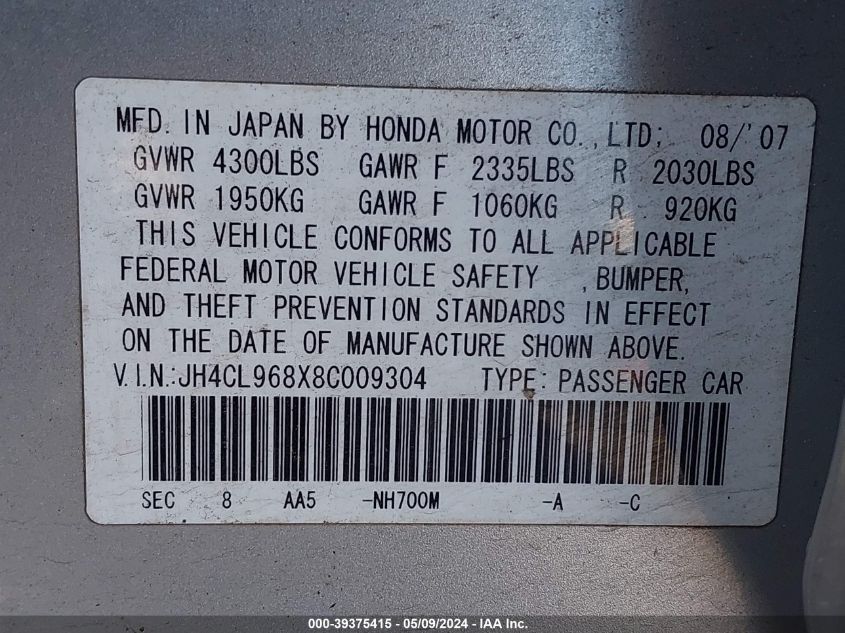 MFD. IN JAPAN BY HONDA MOTOR CO., LTD; 08/'07
GVWR 4300LBS GAWR F 2335LBS R 2030LBS
GVWR 1950KG GAWR F 1060KG R 920KG
THIS VEHICLE CONFORMS TO ALL APPLICABLE
FEDERAL MOTOR VEHICLE SAFETY , BUMPER,
AND THEFT PREVENTION STANDARDS IN EFFECT
ON THE DATE OF MANUFACTURE SHOWN ABOVE.
V.I.N.:JH4CL968X8C009304 TYPE: PASSENGER CAR
SEC 8 AA5 -NH700M -A -C
000-39375415 - 05/09/2024 - IAA Inc.